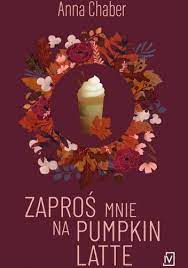 Anna Chaber
ZAPROŚ MNIE
NA PUMPKIN
LATTE